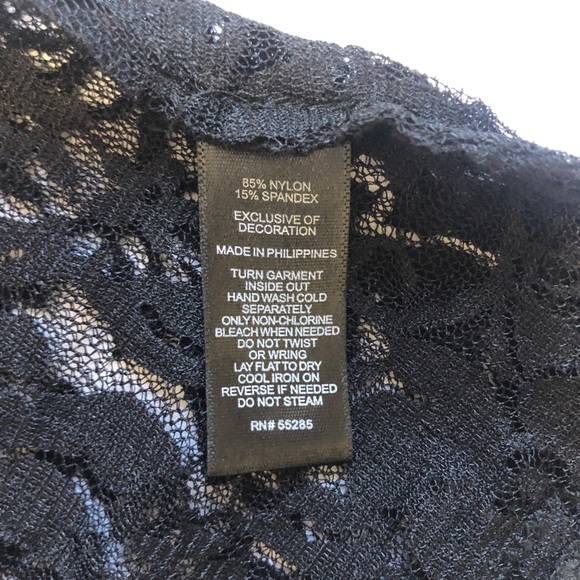 85% NYLON
15% SPANDEX
EXCLUSIVE OF
DECORATION
MADE IN PHILIPPINES
TURN GARMENT
INSIDE OUT
HAND WASH COLD
SEPARATELY
ONLY NON-CHLORINE
BLEACH WHEN NEEDED
DO NOT TWIST
OR WRING
LAY FLAT TO DRY
COOL IRON ON
REVERSE IF NEEDED
DO NOT STEAM
RN# 55285